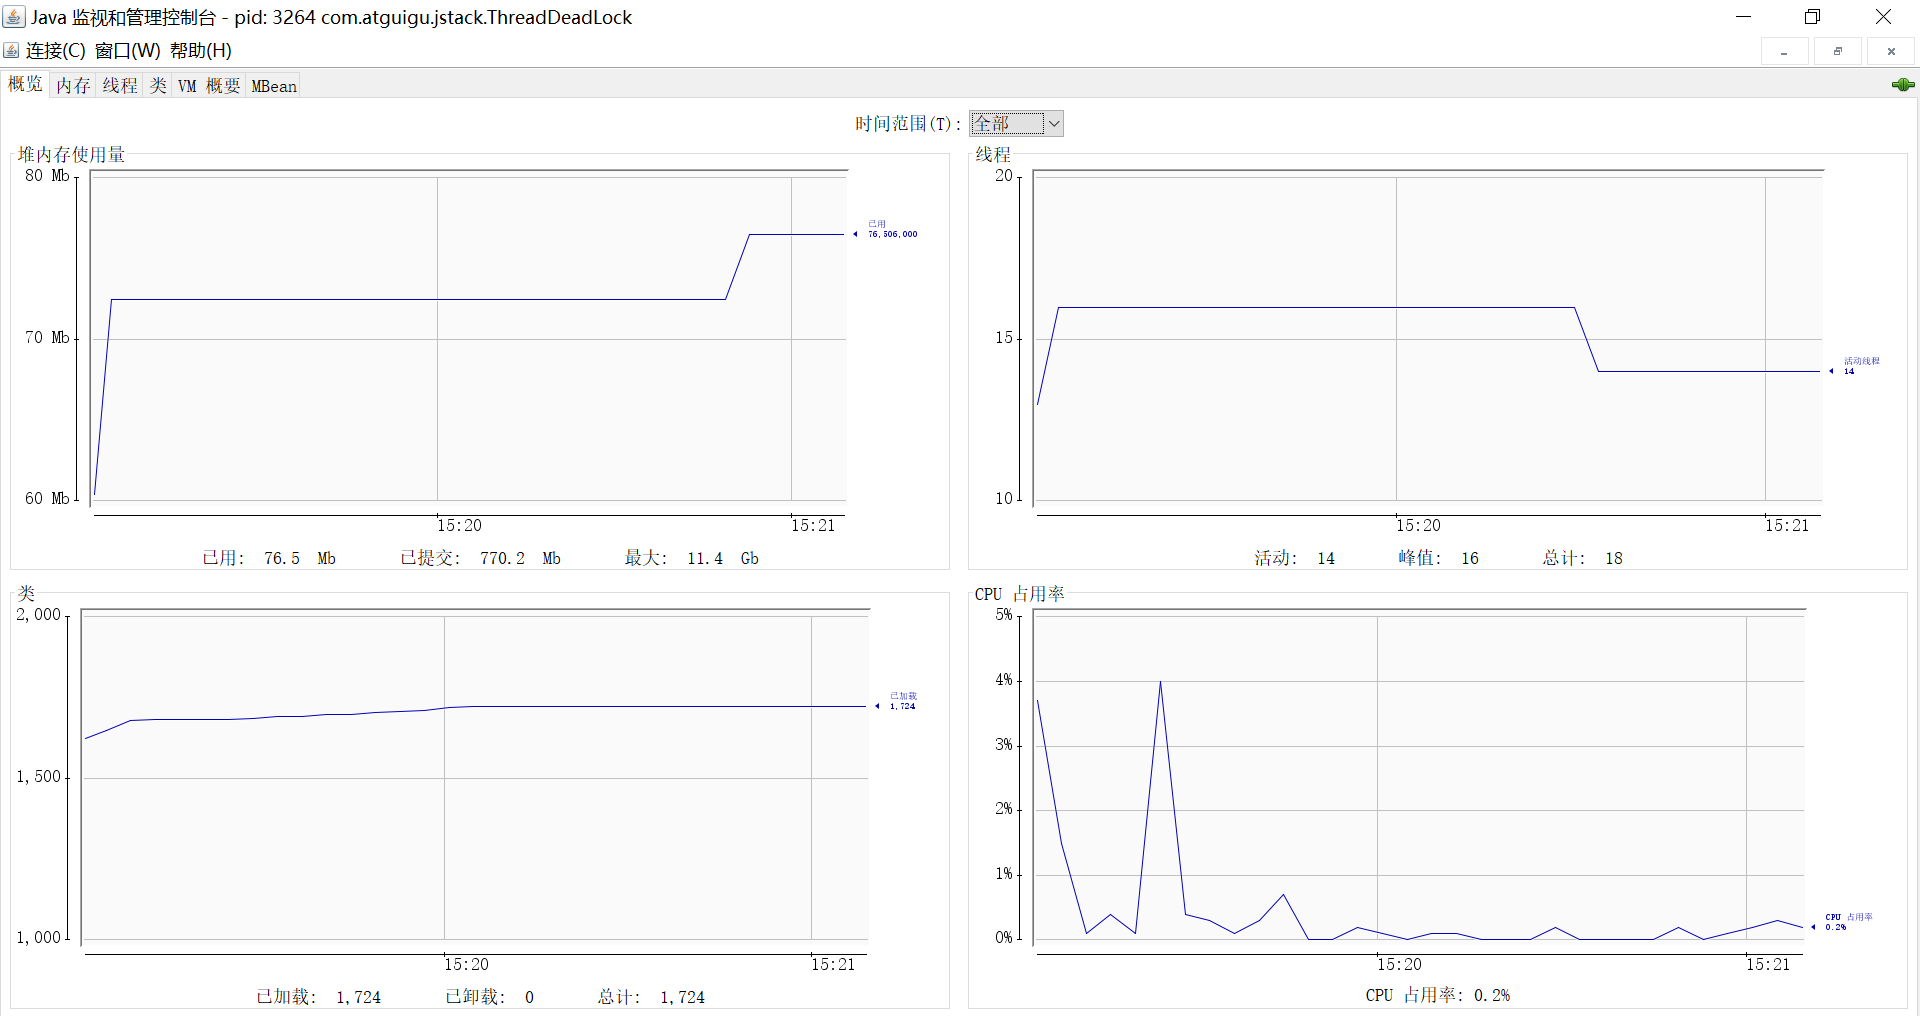 Java 监视和管理控制台 - pid: 3264 com.atguigu.jstack.ThreadDeadLock
连接(C) 窗口(W) 帮助(H)
概览 内存 线程 类 VM 概要 MBean
时间范围(T): 全部
堆内存使用量
80 Mb
70 Mb
60 Mb
已用
76,506,000
15:20 15:21
已用: 76.5 Mb 已提交: 770.2 Mb 最大: 11.4 Gb
线程
20
15
10
活动线程
14
15:20 15:21
活动: 14 峰值: 16 总计: 18
类
2,000
1,500
1,000
已加载
1,724
15:20 15:21
已加载: 1,724 已卸载: 0 总计: 1,724
CPU 占用率
5%
4%
3%
2%
1%
0%
CPU 占用率
0.2%
15:20 15:21
CPU 占用率: 0.2%